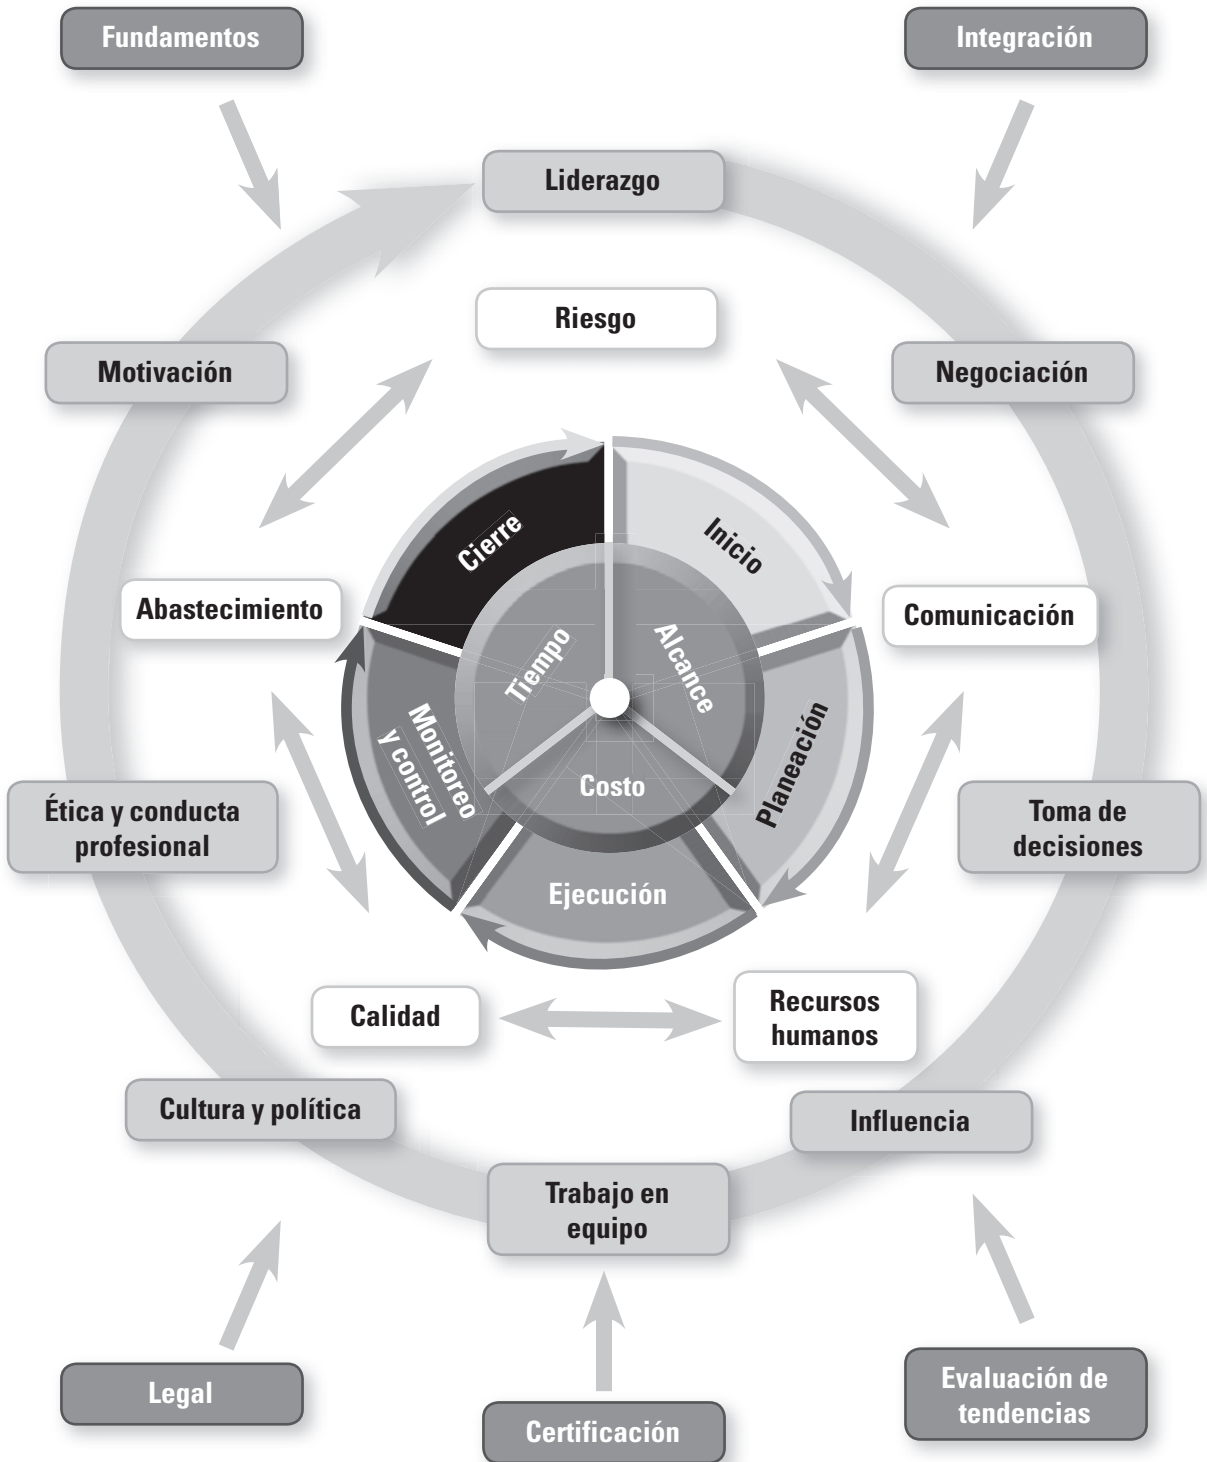 Fundamentos
Integración
Liderazgo
Riesgo
Motivación
Negociación
Cierre
Inicio
Abastecimiento
Comunicación
Tiempo
Alcance
Monitoreo
y control
Planeación
Costo
Ética y conducta
profesional
Toma de
decisiones
Ejecución
Calidad
Recursos
humanos
Cultura y política
Influencia
Trabajo en
equipo
Legal
Certificación
Evaluación de
tendencias